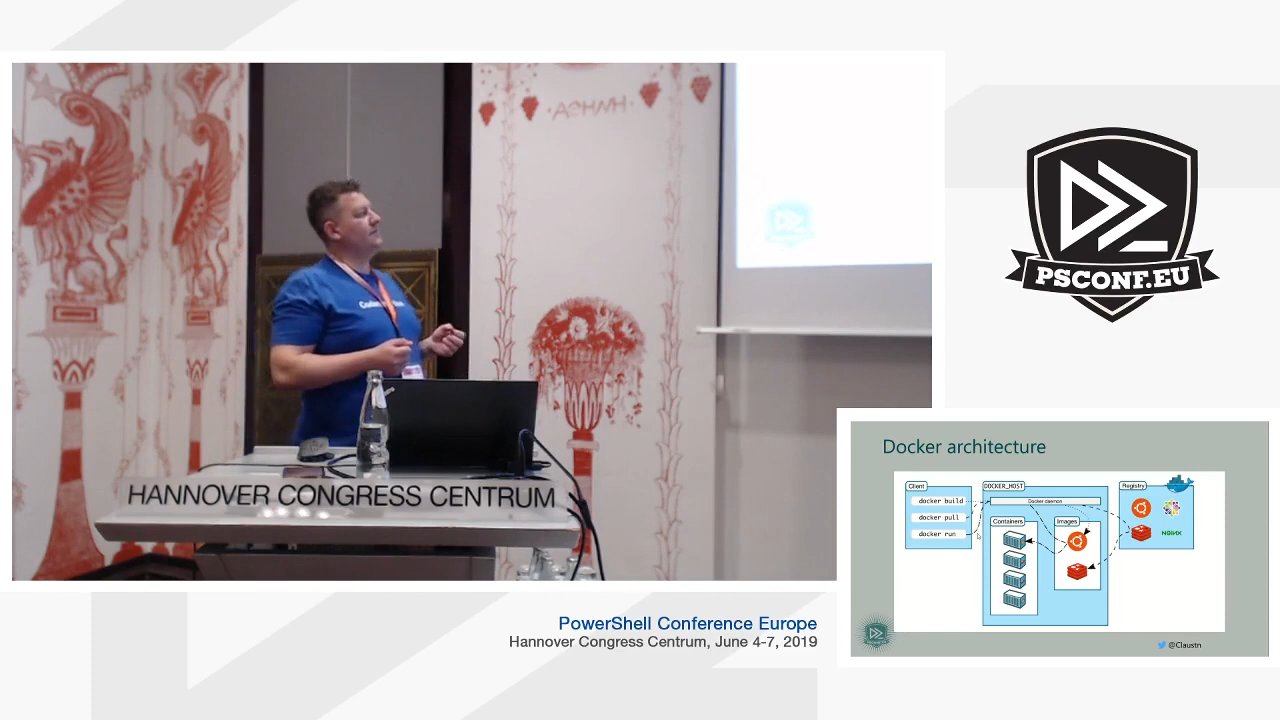 HANNOVER CONGRESS CENTRUM
PSCONF.EU
Docker architecture
Client
docker build
docker pull
docker run
DOCKER_HOST
Docker daemon
Containers
Images
Registry
NGINX
@Claustn
PowerShell Conference Europe
Hannover Congress Centrum, June 4-7, 2019